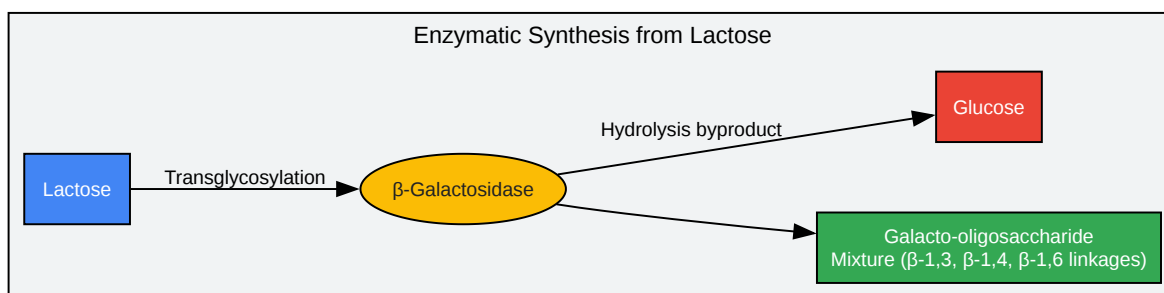 Enzymatic Synthesis from Lactose
Glucose
Hydrolysis byproduct
Lactose
Transglycosylation
β-Galactosidase
Galacto-oligosaccharide
Mixture (β-1,3, β-1,4, β-1,6 linkages)